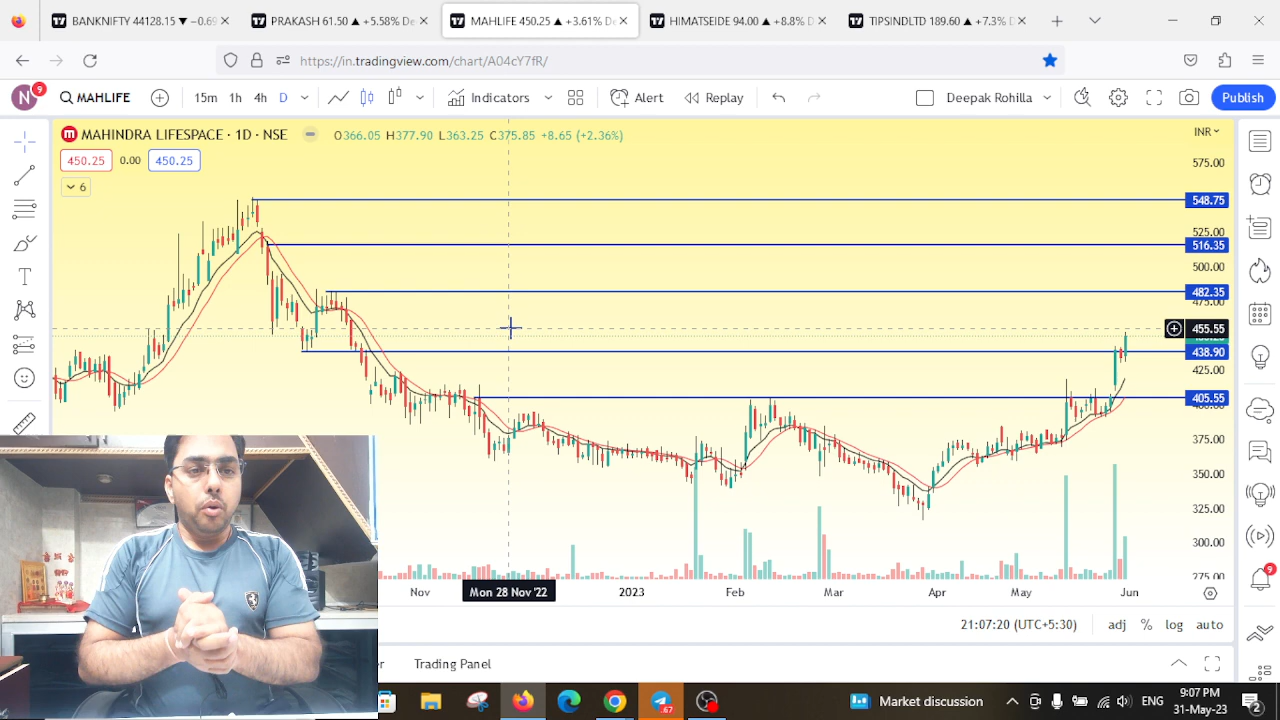 BANKNIFTY 44128.15 ▼ −0.69
PRAKASH 61.50 ▲ +5.58% De
MAHLIFE 450.25 ▲ +3.61% De
HIMATSEIDE 94.00 ▲ +8.8% D
TIPSINDLTD 189.60 ▲ +7.3% D
https://in.tradingview.com/chart/A04cY7fR/
N
9
MAHLIFE
15m
1h
4h
D
Indicators
Alert
Replay
Deepak Rohilla
Publish
m
MAHINDRA LIFESPACE · 1D · NSE
O366.05 H377.90 L363.25 C375.85 +8.65 (+2.36%)
INR
450.25
0.00
450.25
575.00
6
548.75
525.00
516.35
500.00
482.35
455.55
438.90
425.00
405.55
375.00
350.00
325.00
300.00
T
9
Nov
Mon 28 Nov '22
2023
Feb
Mar
Apr
May
Jun
21:07:20 (UTC+5:30)
adj
%
log
auto
Trading Panel
67
Market discussion
ENG
9:07 PM
31-May-23
2